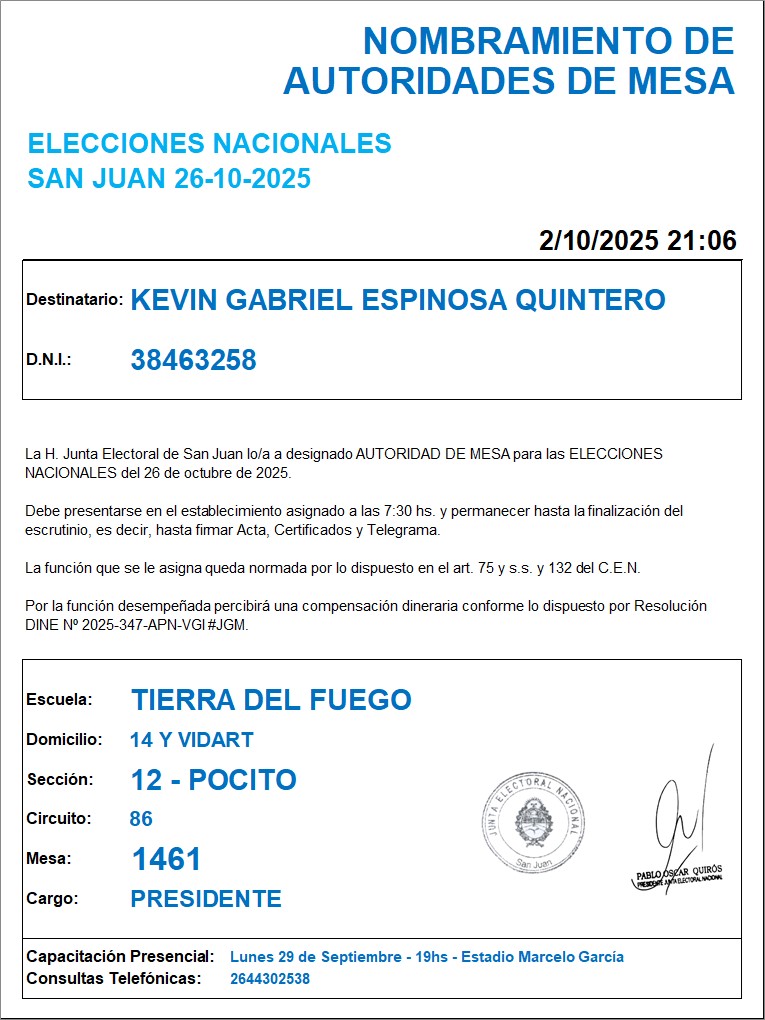 NOMBRAMIENTO DE
AUTORIDADES DE MESA
ELECCIONES NACIONALES
SAN JUAN 26-10-2025
2/10/2025 21:06
Destinatario: KEVIN GABRIEL ESPINOSA QUINTERO
D.N.I.: 38463258
La H. Junta Electoral de San Juan lo/a a designado AUTORIDAD DE MESA para las ELECCIONES
NACIONALES del 26 de octubre de 2025.
Debe presentarse en el establecimiento asignado a las 7:30 hs. y permanecer hasta la finalización del
escrutinio, es decir, hasta firmar Acta, Certificados y Telegrama.
La función que se le asigna queda normada por lo dispuesto en el art. 75 y s.s. y 132 del C.E.N.
Por la función desempeñada percibirá una compensación dineraria conforme lo dispuesto por Resolución
DINE Nº 2025-347-APN-VGI#JGM.
Escuela: TIERRA DEL FUEGO
Domicilio: 14 Y VIDART
Sección: 12 - POCITO
Circuito: 86
Mesa: 1461
Cargo: PRESIDENTE
JUNTA ELECTORAL NACIONAL
San Juan
PABLO OSCAR QUIRÓS
PRESIDENTE JUNTA ELECTORAL NACIONAL
Capacitación Presencial: Lunes 29 de Septiembre - 19hs - Estadio Marcelo García
Consultas Telefónicas: 2644302538